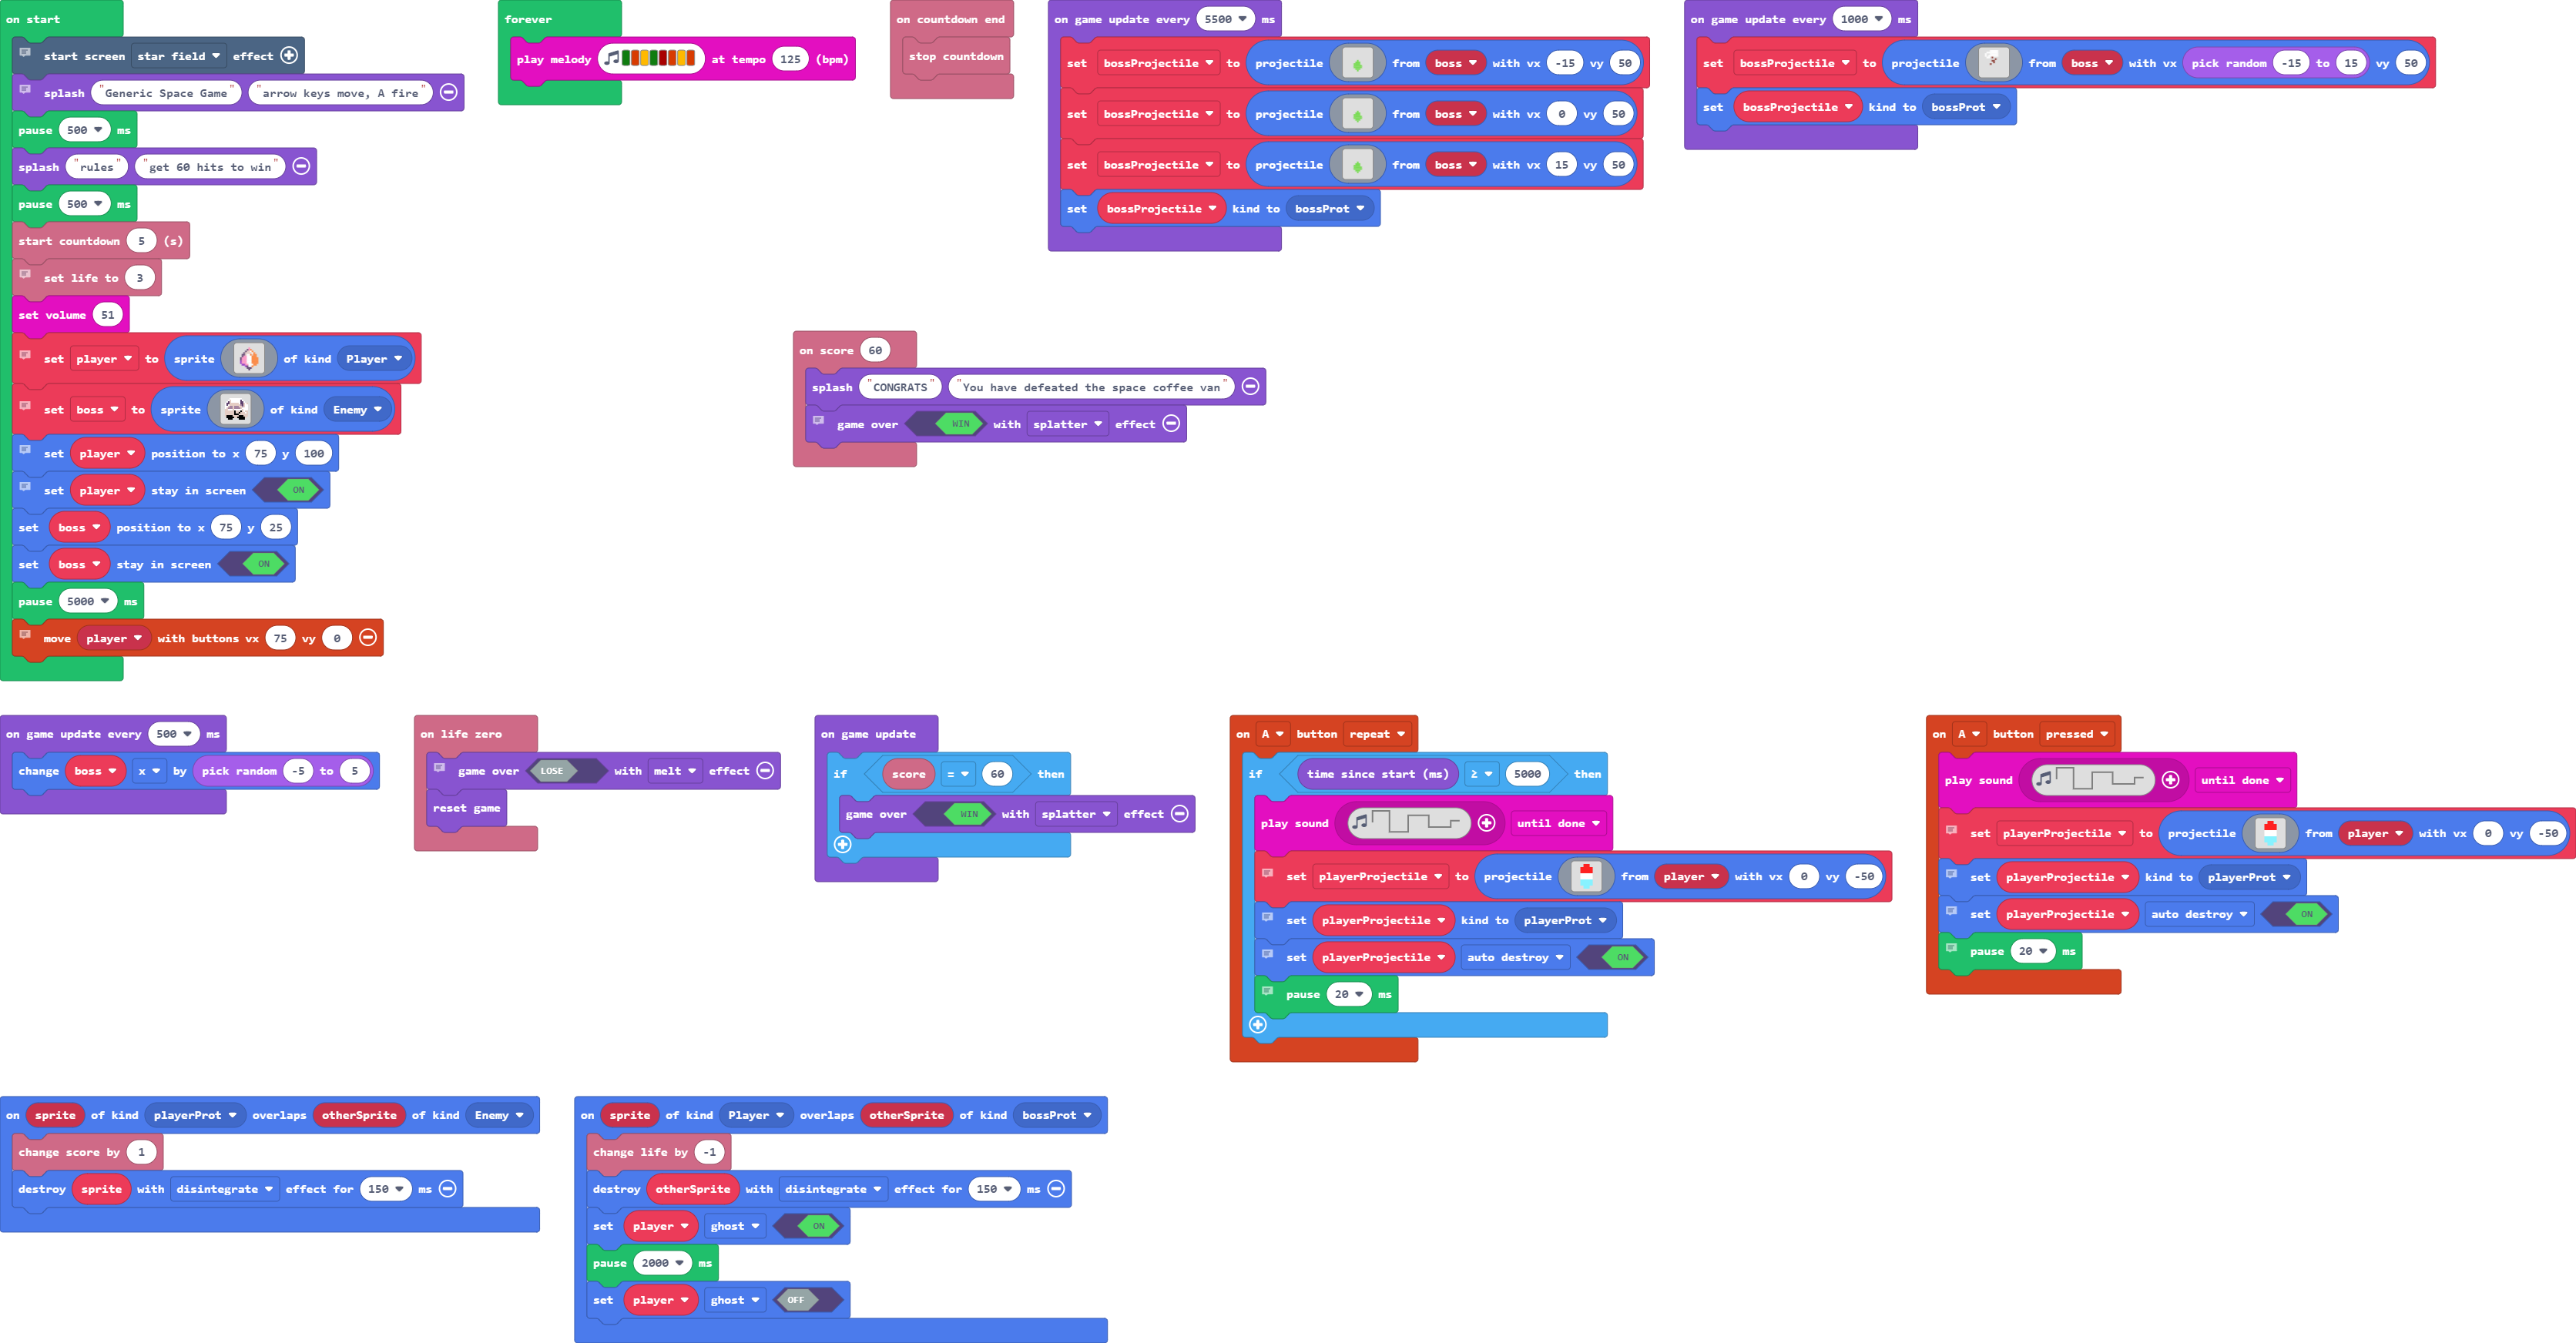 on start
start screen star field effect
splash "Generic Space Game" "arrow keys move, A fire"
pause 500 ms
splash "rules" "get 60 hits to win"
pause 500 ms
start countdown 5 (s)
set life to 3
set volume 51
set player to sprite of kind Player
set boss to sprite of kind Enemy
set player position to x 75 y 100
set player stay in screen ON
set boss position to x 75 y 25
set boss stay in screen ON
pause 5000 ms
move player with buttons vx 75 vy 0
forever
play melody at tempo 125 (bpm)
on countdown end
stop countdown
on game update every 5500 ms
set bossProjectile to projectile from boss with vx -15 vy 50
set bossProjectile to projectile from boss with vx 0 vy 50
set bossProjectile to projectile from boss with vx 15 vy 50
set bossProjectile kind to bossProt
on game update every 1000 ms
set bossProjectile to projectile from boss with vx pick random -15 to 15 vy 50
set bossProjectile kind to bossProt
on score 60
splash "CONGRATS" "You have defeated the space coffee van"
game over WIN with splatter effect
on game update every 500 ms
change boss x by pick random -5 to 5
on life zero
game over LOSE with melt effect
reset game
on game update
if score = 60 then
game over WIN with splatter effect
on A button repeat
if time since start (ms) ≥ 5000 then
play sound until done
set playerProjectile to projectile from player with vx 0 vy -50
set playerProjectile kind to playerProt
set playerProjectile auto destroy ON
pause 20 ms
on A button pressed
play sound until done
set playerProjectile to projectile from player with vx 0 vy -50
set playerProjectile kind to playerProt
set playerProjectile auto destroy ON
pause 20 ms
on sprite of kind playerProt overlaps otherSprite of kind Enemy
change score by 1
destroy sprite with disintegrate effect for 150 ms
on sprite of kind Player overlaps otherSprite of kind bossProt
change life by -1
destroy otherSprite with disintegrate effect for 150 ms
set player ghost ON
pause 2000 ms
set player ghost OFF